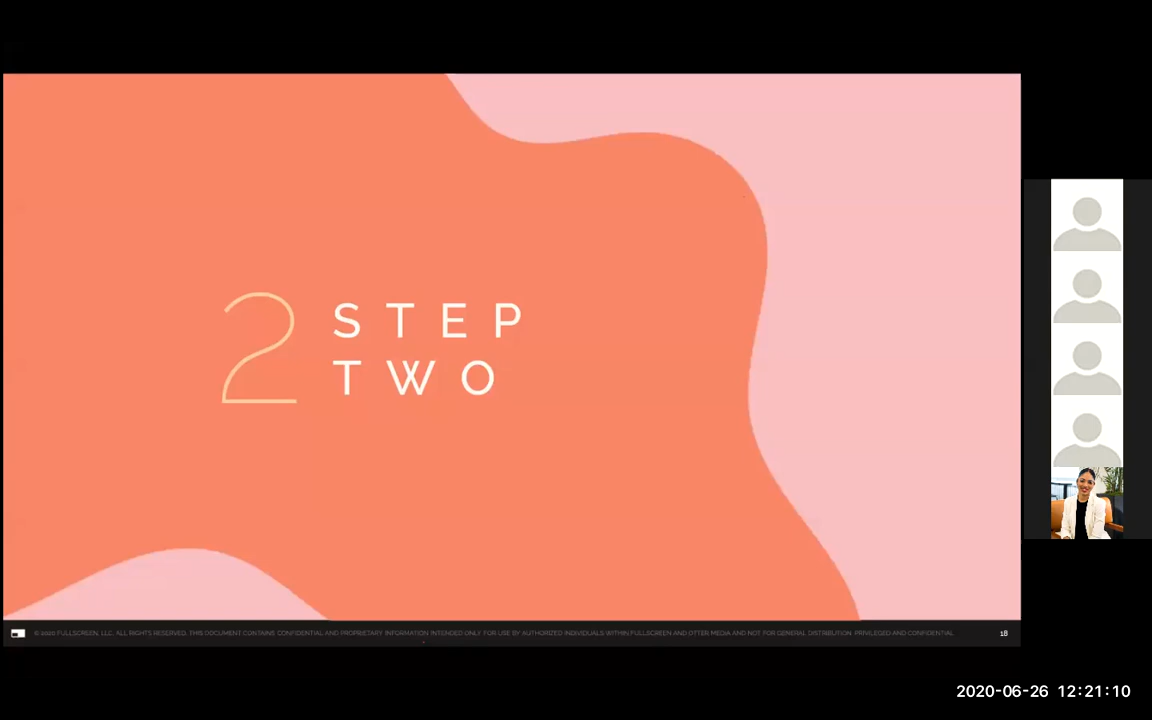 2 STEP
TWO
© 2020 FULLSCREEN, LLC. ALL RIGHTS RESERVED. THIS DOCUMENT CONTAINS CONFIDENTIAL AND PROPRIETARY INFORMATION INTENDED ONLY FOR USE BY AUTHORIZED INDIVIDUALS WITHIN FULLSCREEN AND OTTER MEDIA AND NOT FOR GENERAL DISTRIBUTION. PRIVILEGED AND CONFIDENTIAL 18
2020-06-26 12:21:10